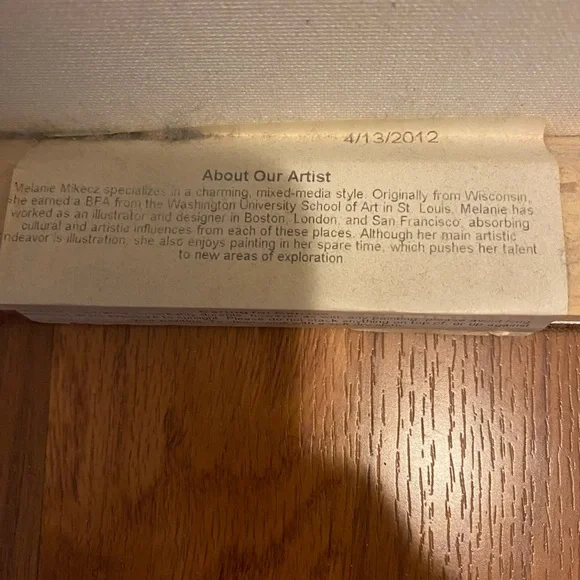 4/13/2012
About Our Artist
Melanie Mikecz specializes in a charming, mixed-media style. Originally from Wisconsin,
she earned a BFA from the Washington University School of Art in St. Louis. Melanie has
worked as an illustrator and designer in Boston, London, and San Francisco, absorbing
cultural and artistic influences from each of these places. Although her main artistic
ndeavor is illustration, she also enjoys painting in her spare time, which pushes her talent
to new areas of exploration